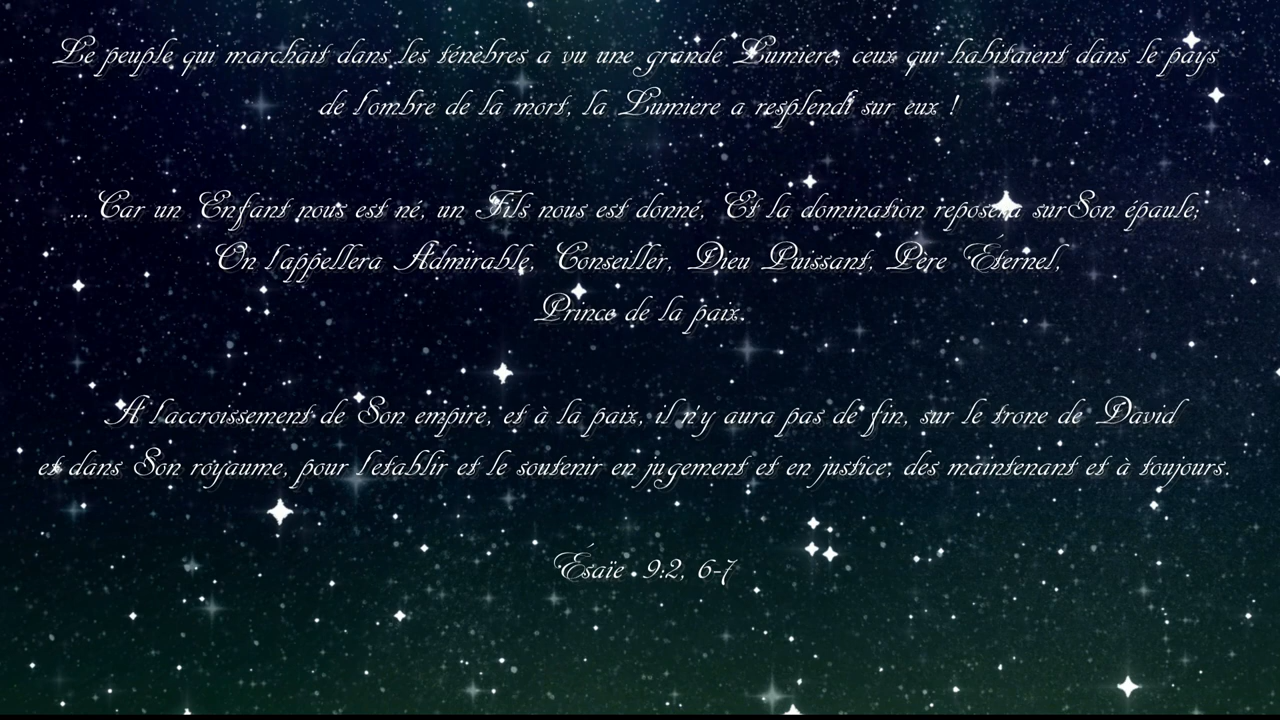 Le peuple qui marchait dans les ténèbres a vu une grande Lumiere; ceux qui habitaient dans le pays
de l'ombre de la mort, la Lumiere a resplendi sur eux !
.... Car un Enfant nous est né, un Fils nous est donné, Et la domination reposera surSon épaule;
On l'appellera Admirable, Conseiller, Dieu Puissant, Père Éternel,
Prince de la paix.
À l'accroissement de Son empire, et à la paix, il n'y aura pas de fin, sur le trone de David
et dans Son royaume, pour l'etablir et le soutenir en jugement et en justice, des maintenant et à toujours.
Ésaïe 9:2, 6-7